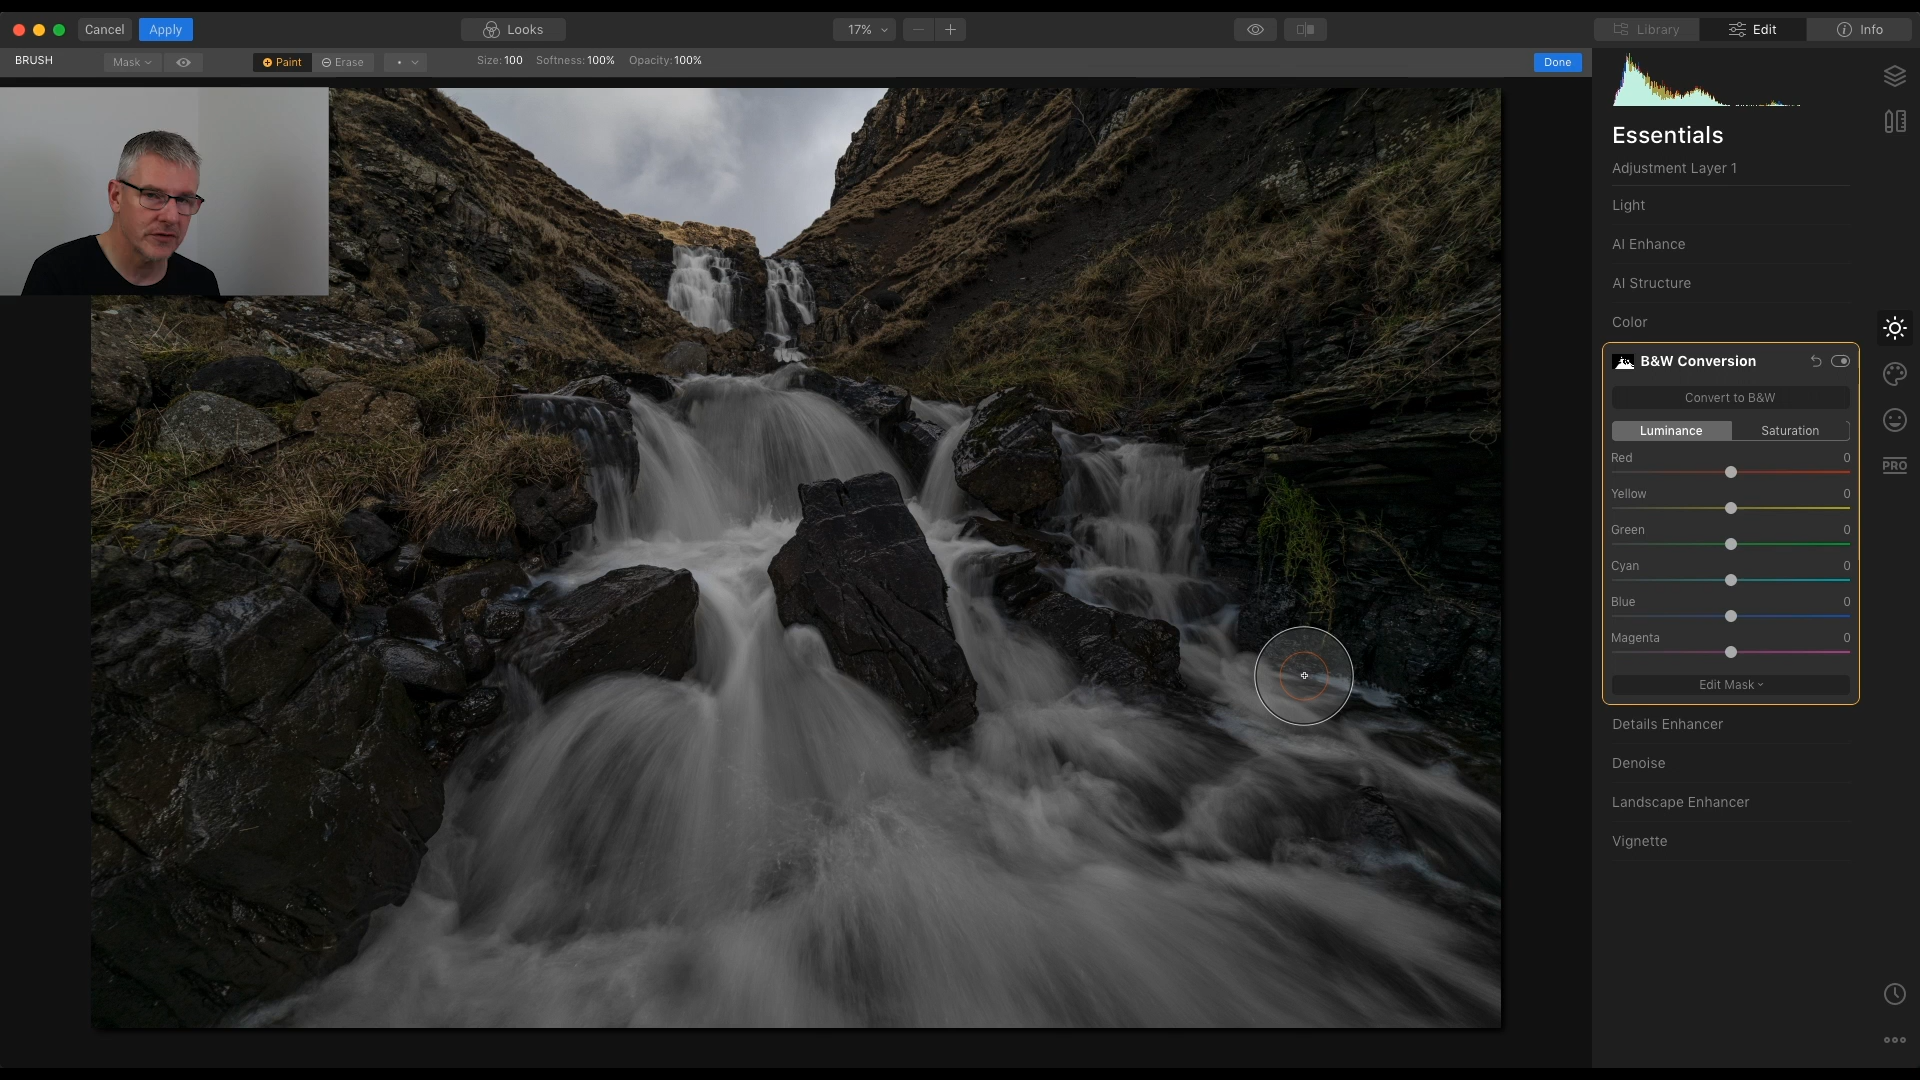 Cancel Apply Looks 17% Library Edit Info
BRUSH Mask Paint Erase Size: 100 Softness: 100% Opacity: 100% Done
Essentials
Adjustment Layer 1
Light
AI Enhance
AI Structure
Color
B&W Conversion
Convert to B&W
Luminance Saturation
Red 0
Yellow 0
Green 0
Cyan 0
Blue 0
Magenta 0
Edit Mask
Details Enhancer
Denoise
Landscape Enhancer
Vignette
PRO